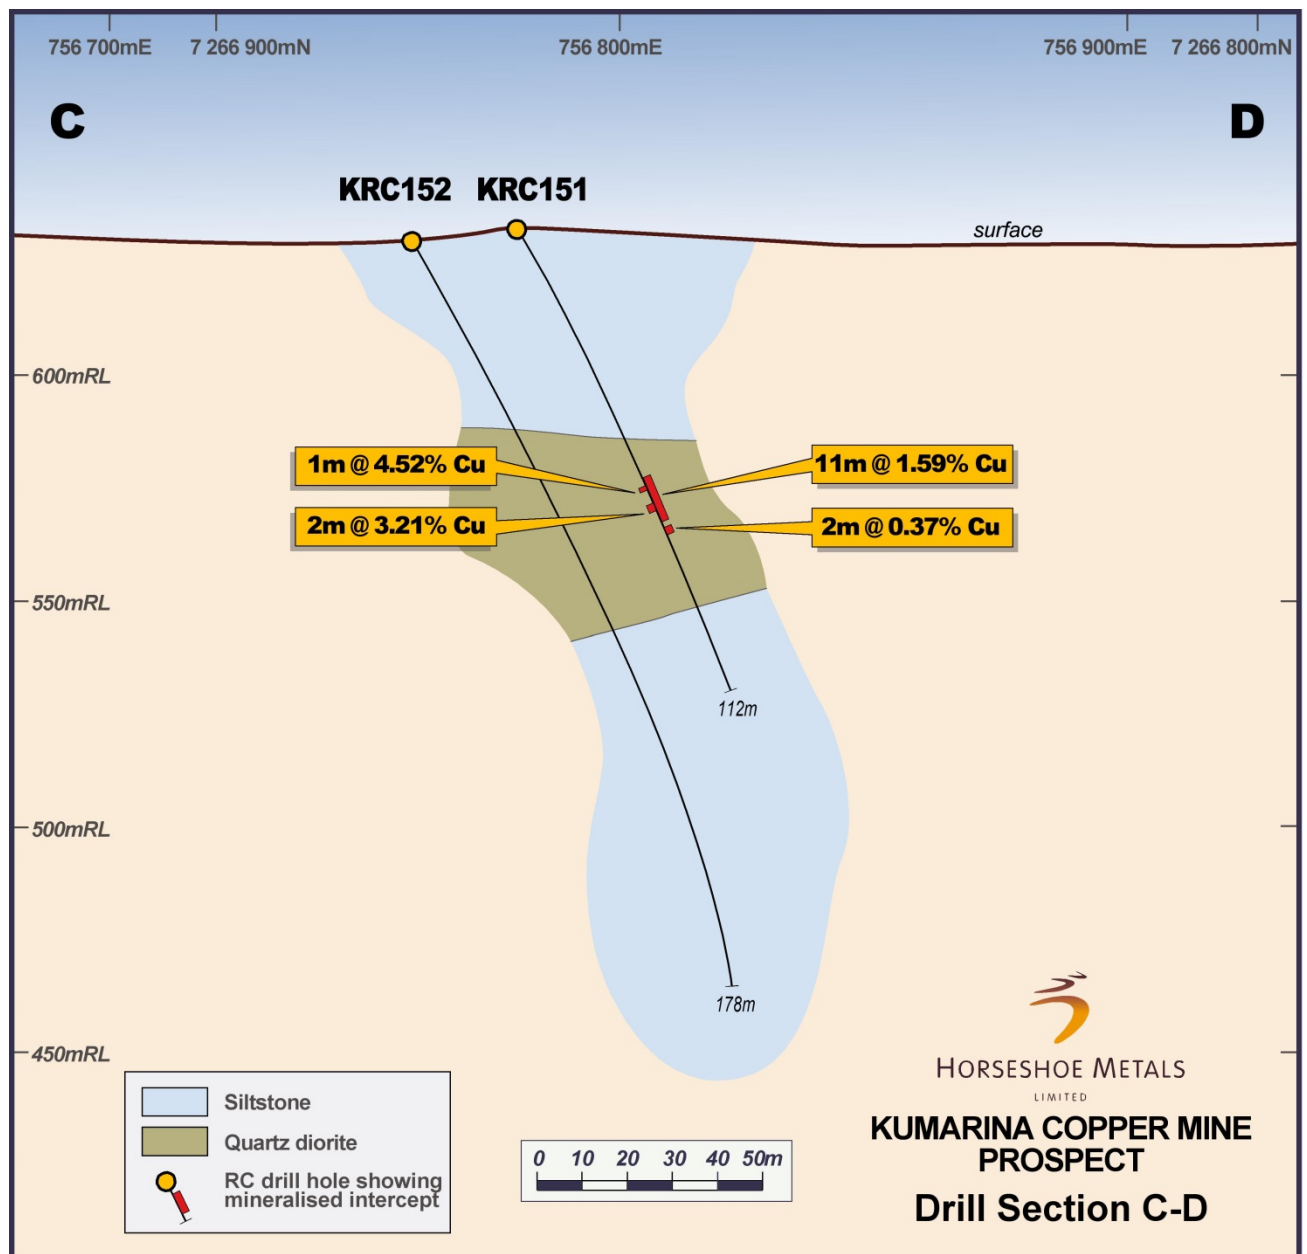 756 700mE 7 266 900mN 756 800mE 756 900mE 7 266 800mN
C D
KRC152 KRC151
surface
600mRL
1m @ 4.52% Cu 11m @ 1.59% Cu
2m @ 3.21% Cu 2m @ 0.37% Cu
550mRL
112m
500mRL
178m
450mRL
Siltstone
Quartz diorite
RC drill hole showing
mineralised intercept
0 10 20 30 40 50m
HORSESHOE METALS
LIMITED
KUMARINA COPPER MINE
PROSPECT
Drill Section C-D